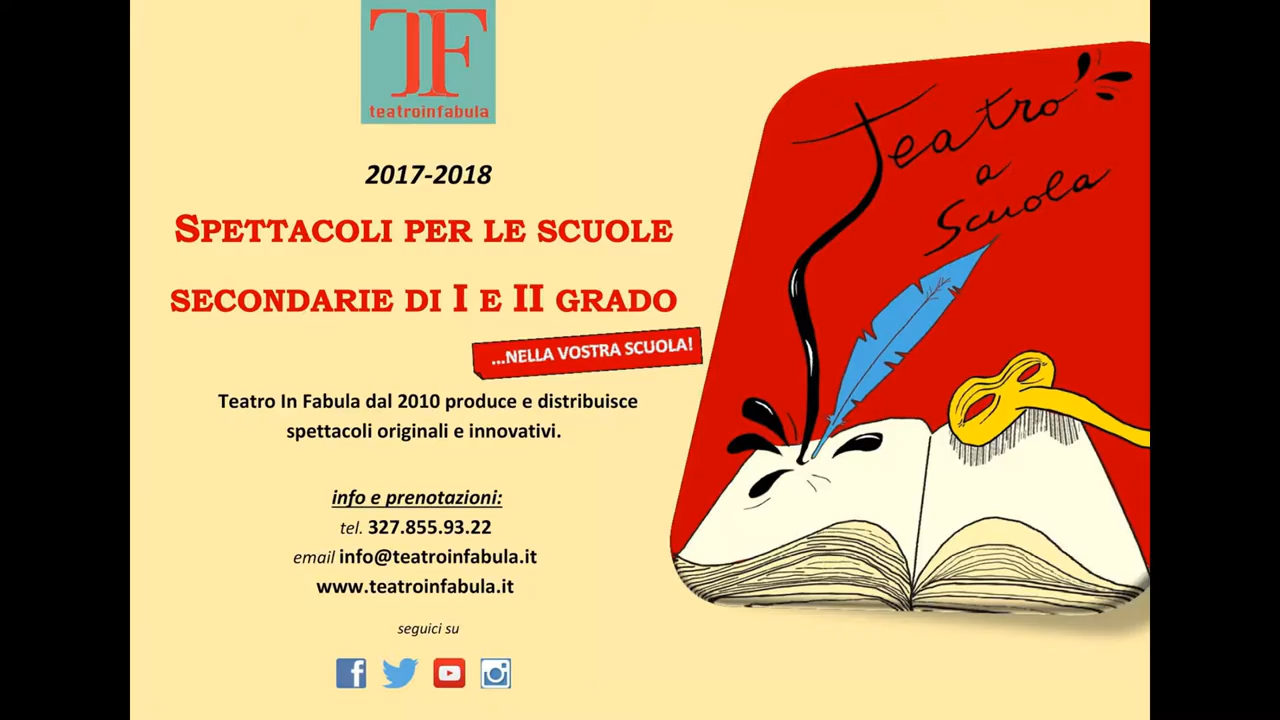 TF
teatroinfabula
2017-2018
SPETTACOLI PER LE SCUOLE
SECONDARIE DI I E II GRADO
...NELLA VOSTRA SCUOLA!
Teatro In Fabula dal 2010 produce e distribuisce
spettacoli originali e innovativi.
info e prenotazioni:
tel. 327.855.93.22
email info@teatroinfabula.it
www.teatroinfabula.it
seguici su
Teatro
a
Scuola